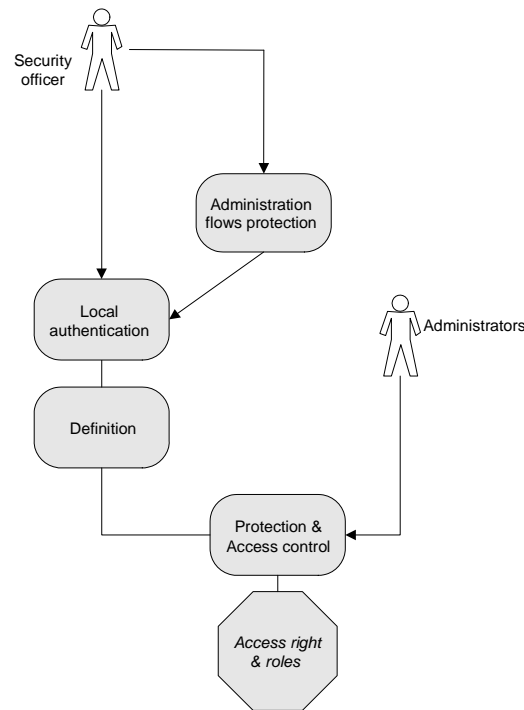 Security
officer
Administration
flows protection
Local
authentication
Administrators
Definition
Protection &
Access control
Access right
& roles